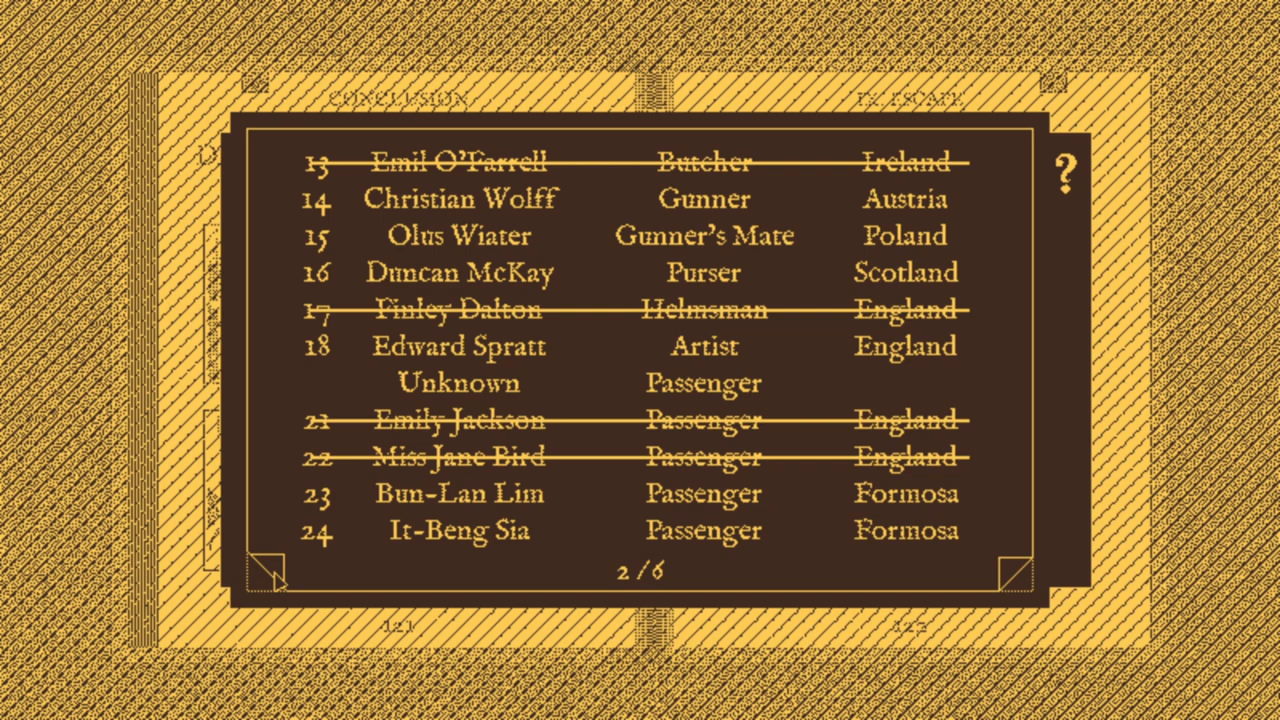 CONCLUSION
IX. ESCAPE
13 Emil O'Farrell Butcher Ireland
14 Christian Wolff Gunner Austria
15 Olus Wiater Gunner's Mate Poland
16 Duncan McKay Purser Scotland
17 Finley Dalton Helmsman England
18 Edward Spratt Artist England
Unknown Passenger
21 Emily Jackson Passenger England
22 Miss Jane Bird Passenger England
23 Bun-Lan Lim Passenger Formosa
24 It-Beng Sia Passenger Formosa
2 / 6
?
121
122